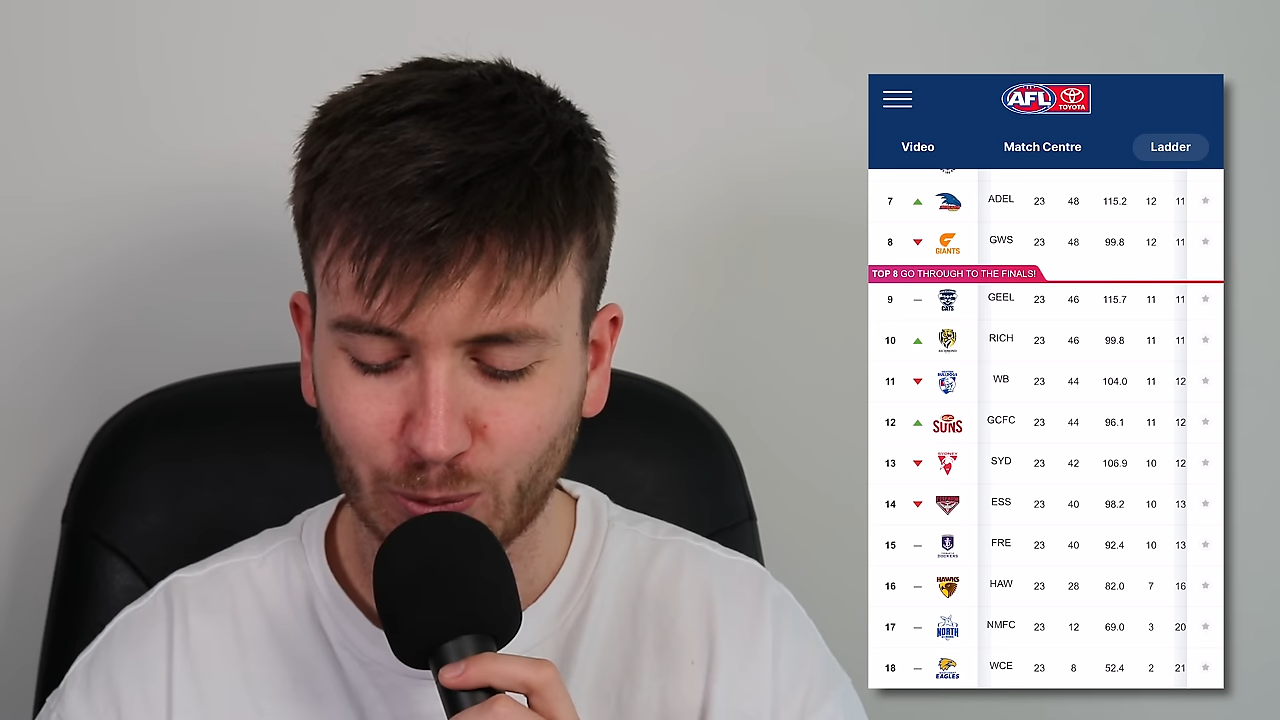 AFL TOYOTA
Video Match Centre Ladder
7 ADEL 23 48 115.2 12 11
8 GIANTS GWS 23 48 99.8 12 11
TOP 8 GO THROUGH TO THE FINALS!
9 CATS GEEL 23 46 115.7 11 11
10 RICH 23 46 99.8 11 11
11 BULLDOGS WB 23 44 104.0 11 12
12 SUNS GCFC 23 44 96.1 11 12
13 SYDNEY SYD 23 42 106.9 10 12
14 ESS 23 40 98.2 10 13
15 DOCKERS FRE 23 40 92.4 10 13
16 HAWKS HAW 23 28 82.0 7 16
17 NORTH NMFC 23 12 69.0 3 20
18 EAGLES WCE 23 8 52.4 2 21